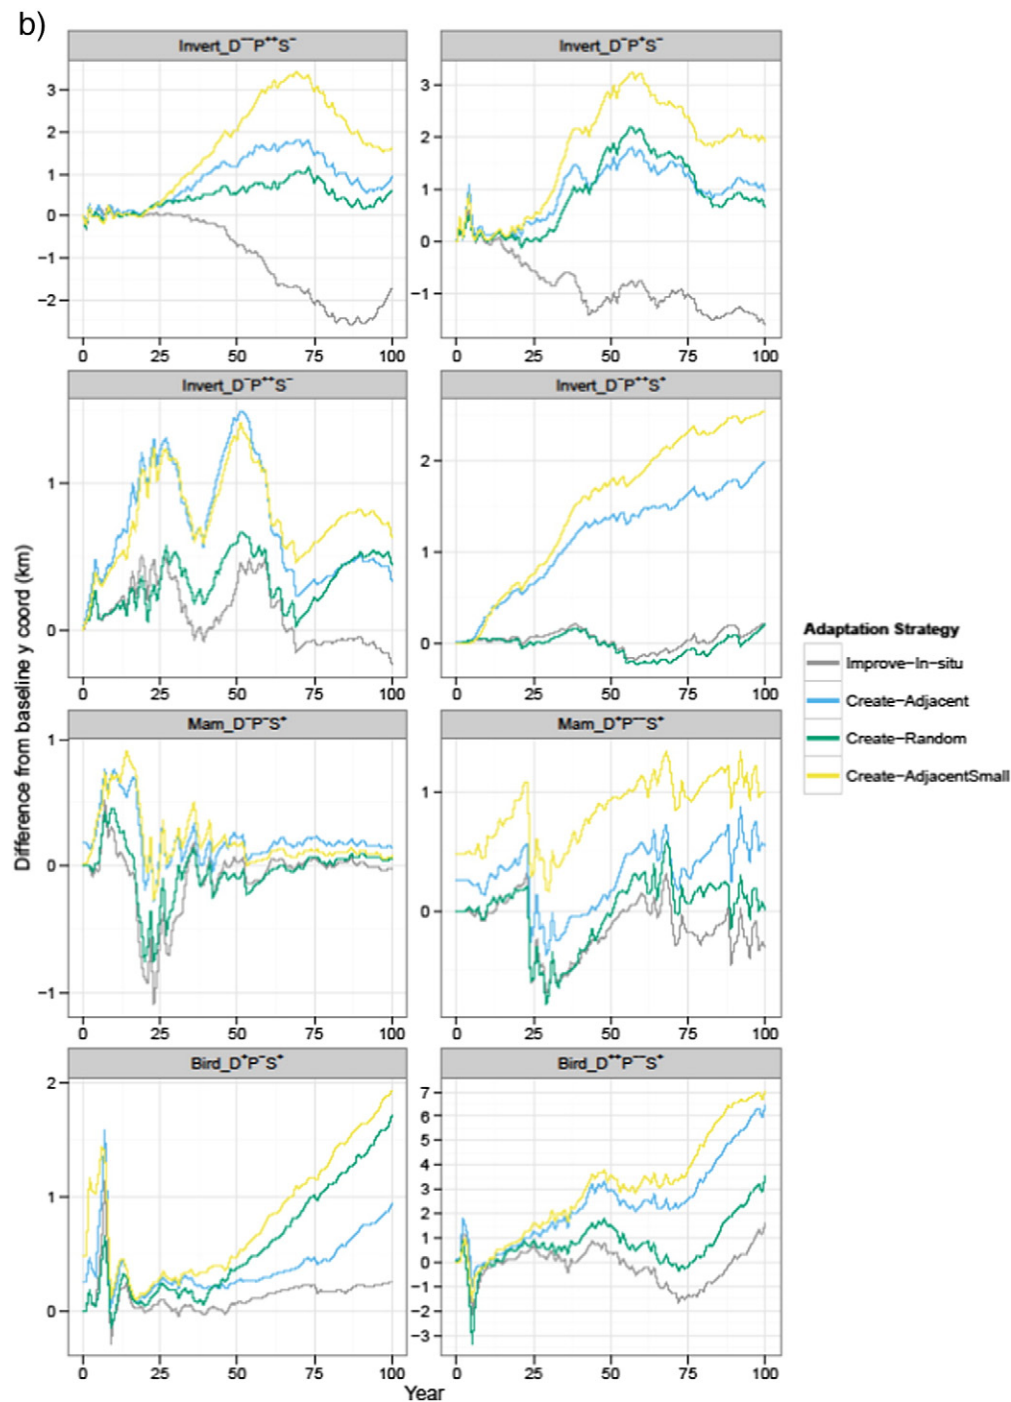 b)
Invert_D⁻⁻P⁺⁺S⁻
Invert_D⁻P⁺S⁻
3
2
1
0
−1
−2
0 25 50 75 100
3
2
1
0
−1
0 25 50 75 100
Invert_D⁻P⁺⁺S⁻
Invert_D⁻P⁺⁺S⁺
1
0
0 25 50 75 100
2
1
0
0 25 50 75 100
Mam_D⁻P⁻S⁺
Mam_D⁺P⁻⁻S⁺
1
0
−1
0 25 50 75 100
1
0
0 25 50 75 100
Bird_D⁺P⁻S⁺
Bird_D⁺⁺P⁻⁻S⁺
2
1
0
0 25 50 75 100
7
6
5
4
3
2
1
0
−1
−2
−3
0 25 50 75 100
Difference from baseline y coord (km)
Year
Adaptation Strategy
Improve−In−situ
Create−Adjacent
Create−Random
Create−AdjacentSmall